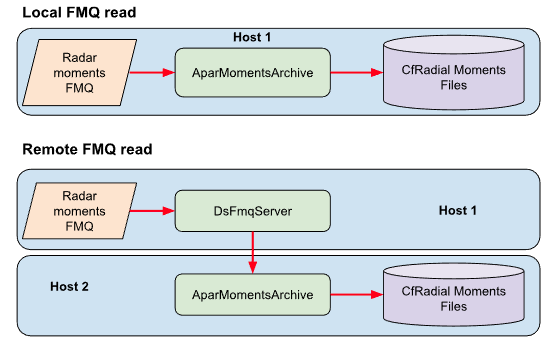 Local FMQ read
Host 1
Radar
moments
FMQ
AparMomentsArchive
CfRadial Moments
Files
Remote FMQ read
Radar
moments
FMQ
DsFmqServer
Host 1
Host 2
AparMomentsArchive
CfRadial Moments
Files